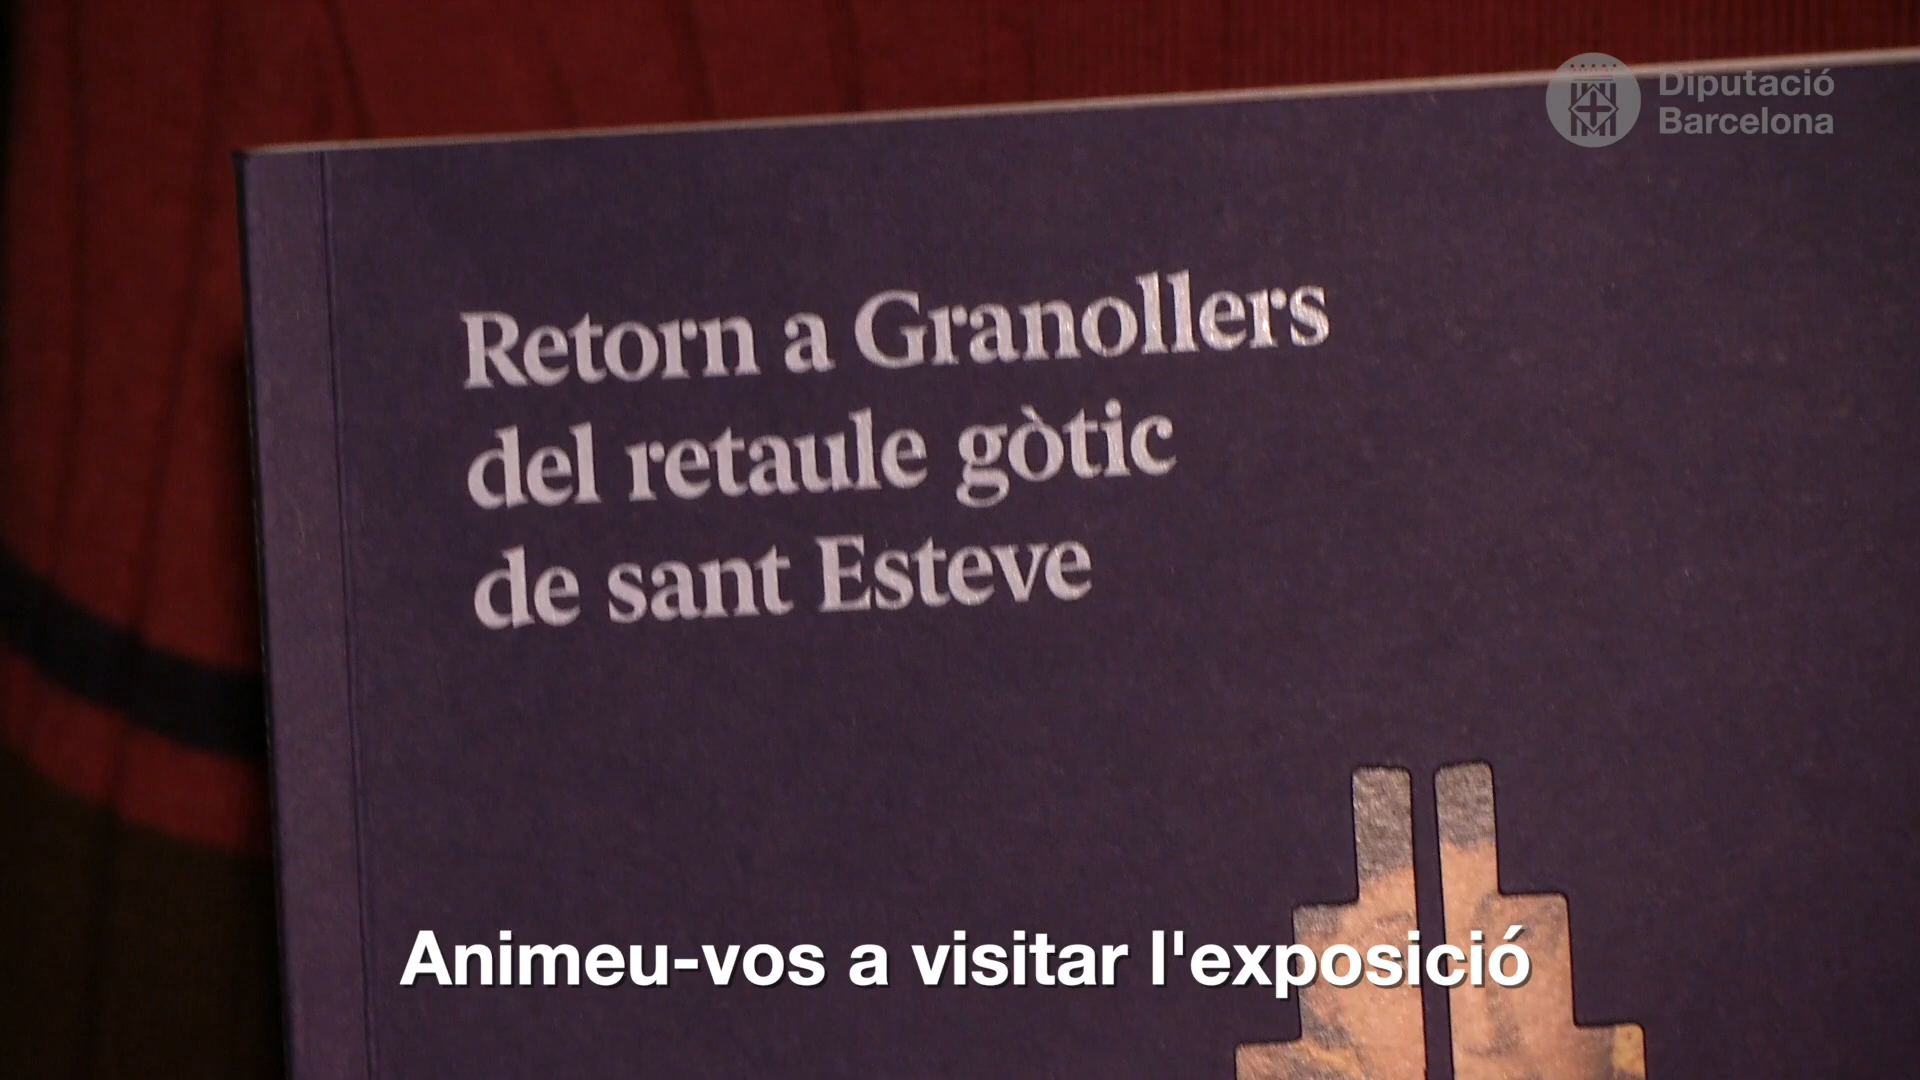 Diputació
Barcelona
Retorn a Granollers
del retaule gòtic
de sant Esteve
Animeu-vos a visitar l'exposició